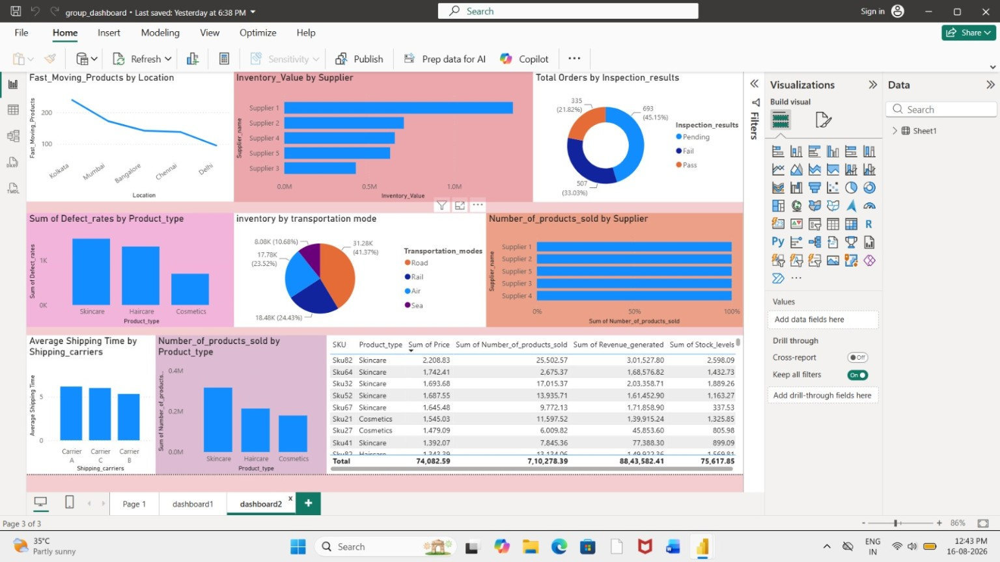 group_dashboard • Last saved: Yesterday at 6:38 PM
Search
Sign in
File Home Insert Modeling View Optimize Help
Share
Refresh
Sensitivity
Publish
Prep data for AI
Copilot
Fast_Moving_Products by Location
Fast_Moving_Products
200
100
Kolkata Mumbai Bangalore Chennai Delhi
Location
Inventory_Value by Supplier
Supplier_name
Supplier 1
Supplier 2
Supplier 4
Supplier 5
Supplier 3
0.0M 0.5M 1.0M
Inventory_Value
Total Orders by Inspection_results
335
(21.82%)
693
(45.15%)
507
(33.03%)
Inspection_results
Pending
Fail
Pass
Sum of Defect_rates by Product_type
Sum of Defect_rates
1K
0K
Skincare Haircare Cosmetics
Product_type
inventory by transportation mode
8.08K (10.68%)
31.28K
(41.37%)
17.78K
(23.52%)
18.48K (24.43%)
Transportation_modes
Road
Rail
Air
Sea
Number_of_products_sold by Supplier
Supplier_name
Supplier 1
Supplier 2
Supplier 5
Supplier 3
Supplier 4
0% 50% 100%
Sum of Number_of_products_sold
Average Shipping Time by
Shipping_carriers
Average Shipping Time
5
0
Carrier A Carrier C Carrier B
Shipping_carriers
Number_of_products_sold by
Product_type
Sum of Number_of_products...
0.4M
0.2M
0.0M
Skincare Haircare Cosmetics
Product_type
SKU Product_type Sum of Price Sum of Number_of_products_sold Sum of Revenue_generated Sum of Stock_levels
Sku82 Skincare 2,208.83 25,502.57 3,01,527.80 2,598.09
Sku64 Skincare 1,742.41 2,675.37 1,68,576.82 1,432.73
Sku32 Skincare 1,693.68 17,015.37 2,03,358.71 1,889.26
Sku52 Skincare 1,687.55 13,935.71 1,61,452.90 1,163.27
Sku67 Skincare 1,645.48 9,772.13 1,71,858.90 337.53
Sku21 Cosmetics 1,545.03 11,597.52 1,39,915.24 1,325.85
Sku27 Cosmetics 1,479.09 6,009.82 45,853.60 805.98
Sku41 Skincare 1,392.07 7,845.36 77,388.30 899.09
Total 74,082.59 7,10,278.39 88,43,582.41 75,617.85
Filters
Visualizations
Build visual
R
Py
Values
Add data fields here
Drill through
Cross-report
Off
Keep all filters
On
Add drill-through fields here
Data
Search
Sheet1
DAX
TMDL
Page 1 dashboard1 dashboard2
Page 3 of 3
86%
35°C
Partly sunny
Search
ENG
IN
12:43 PM
16-08-2026